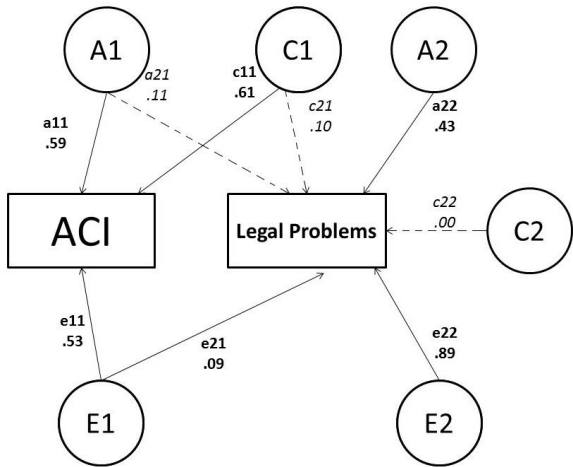 A1
C1
A2
a21
.11
c11
.61
c21
.10
a11
.59
a22
.43
ACI
Legal Problems
c22
.00
C2
e11
.53
e21
.09
e22
.89
E1
E2